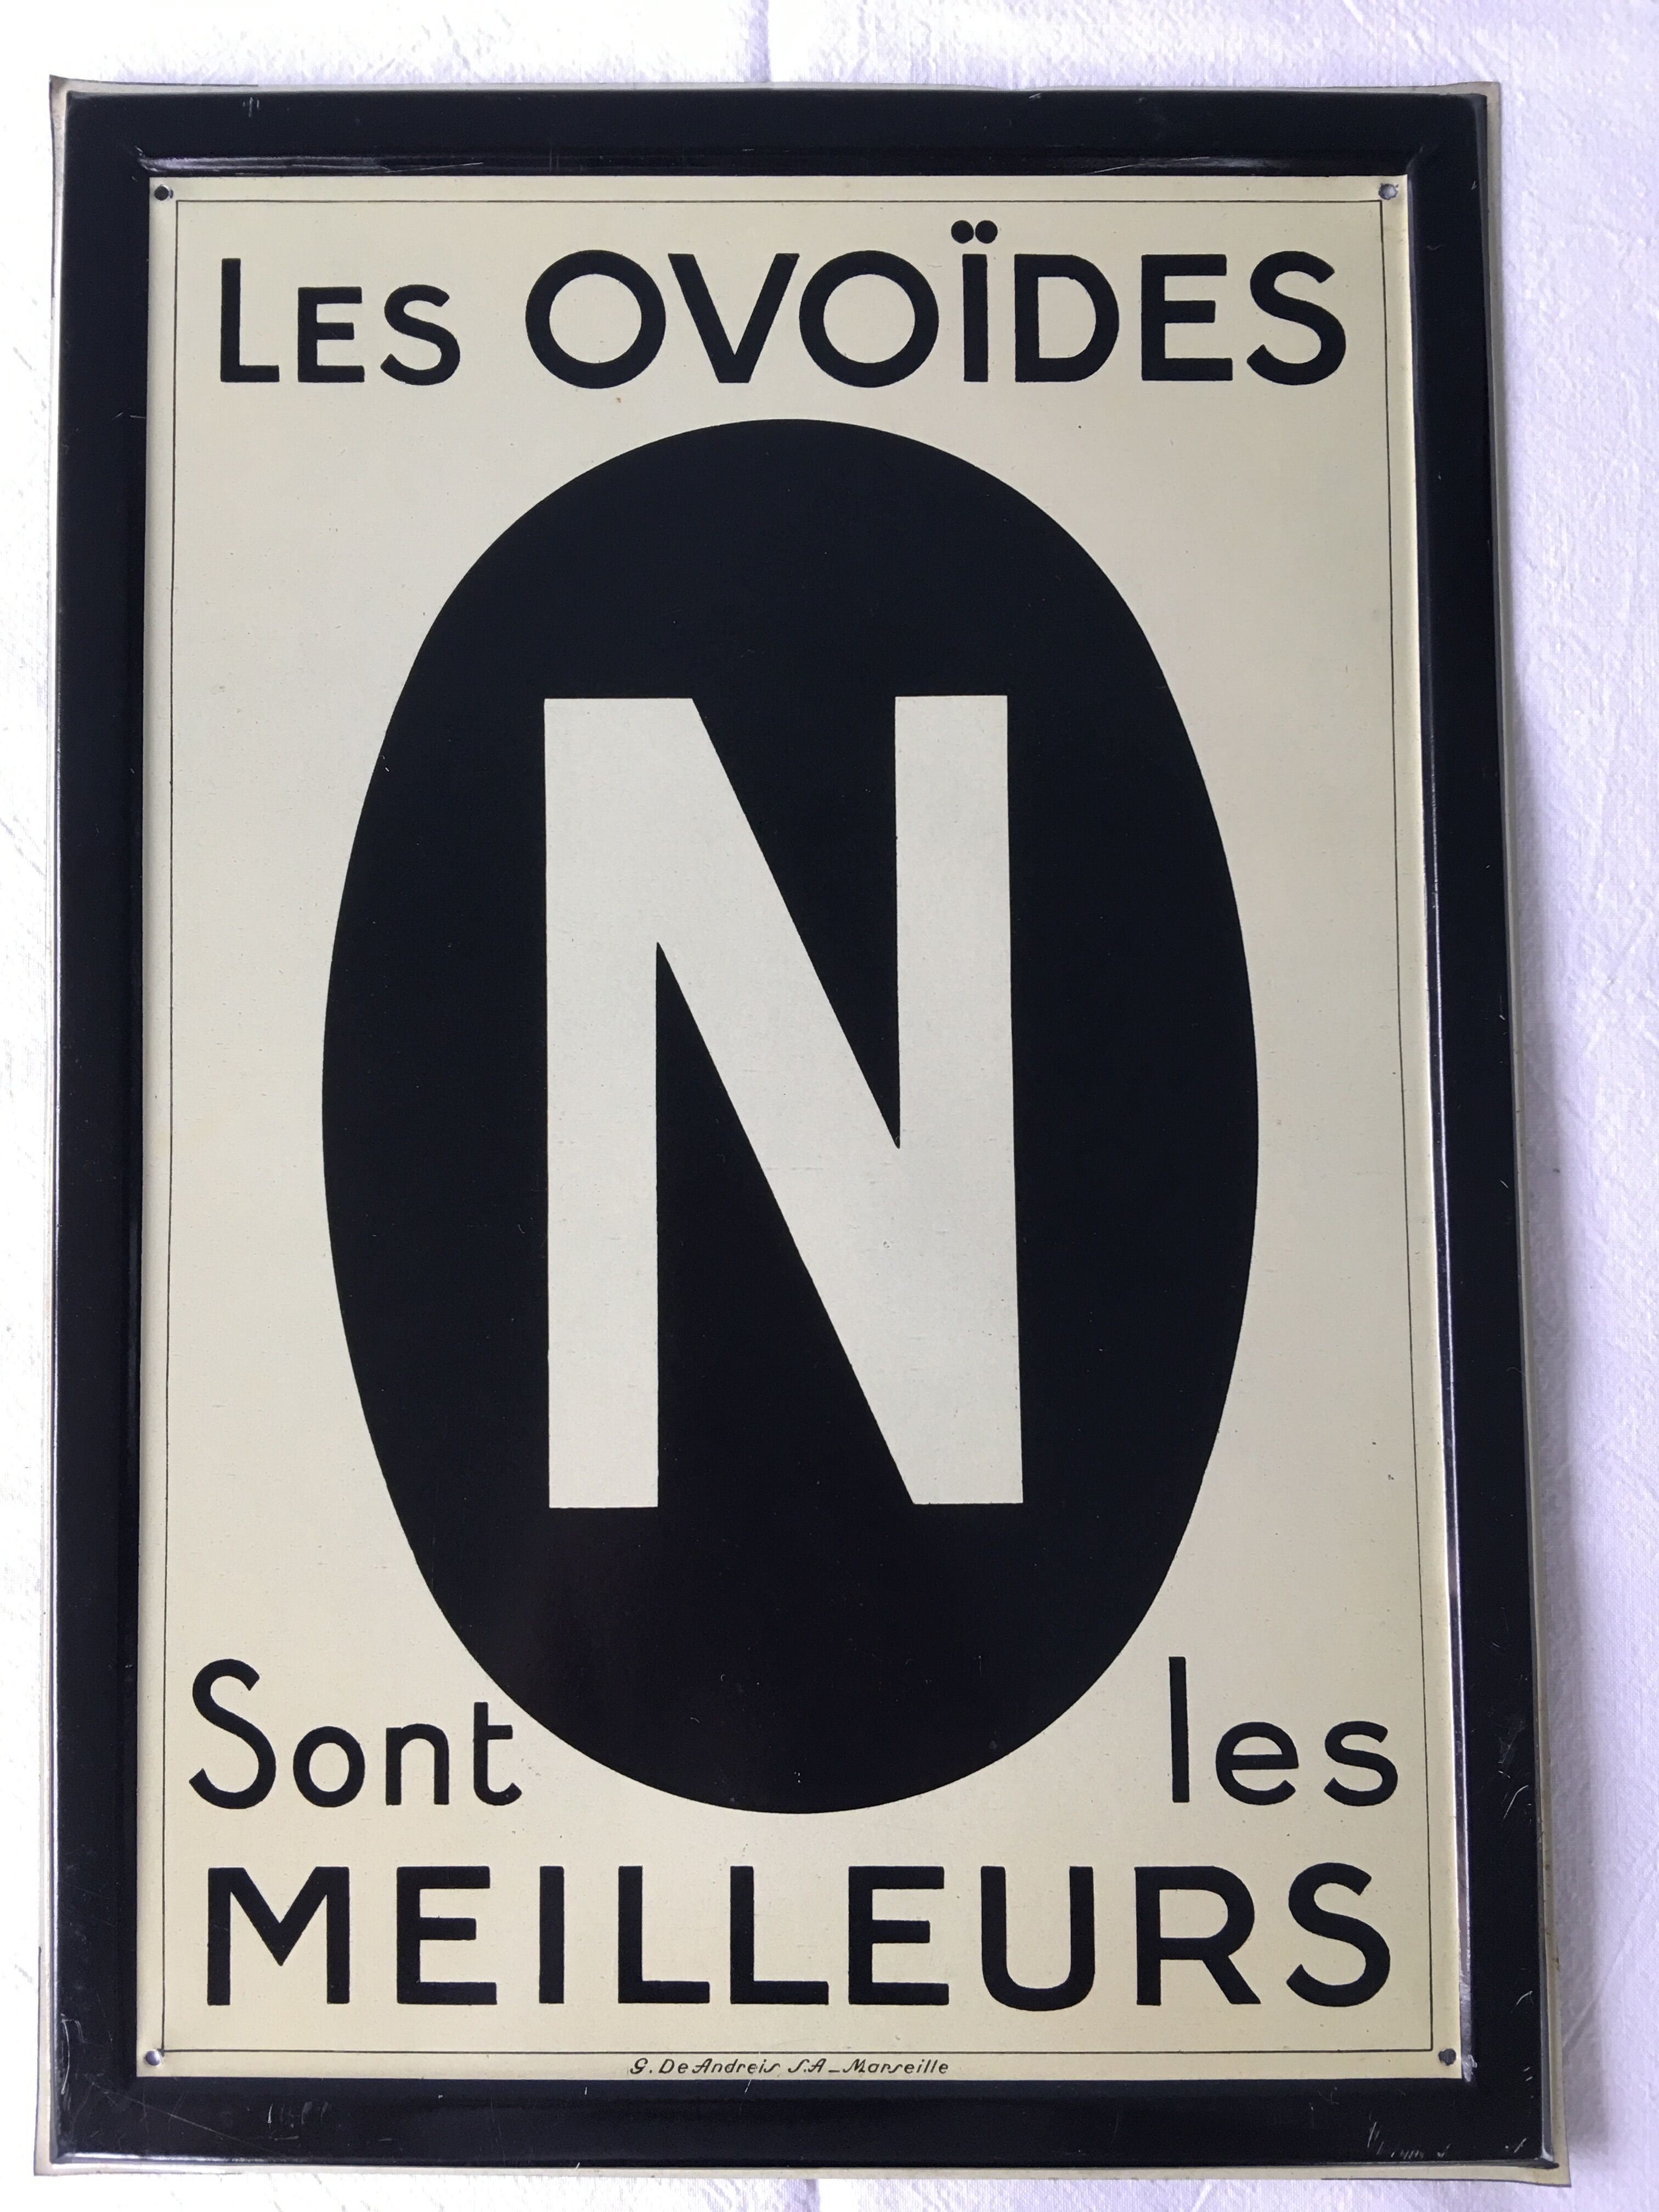 LES OVOÏDES
N
Sont les
MEILLEURS
G. De Andreis S.A _ Marseille